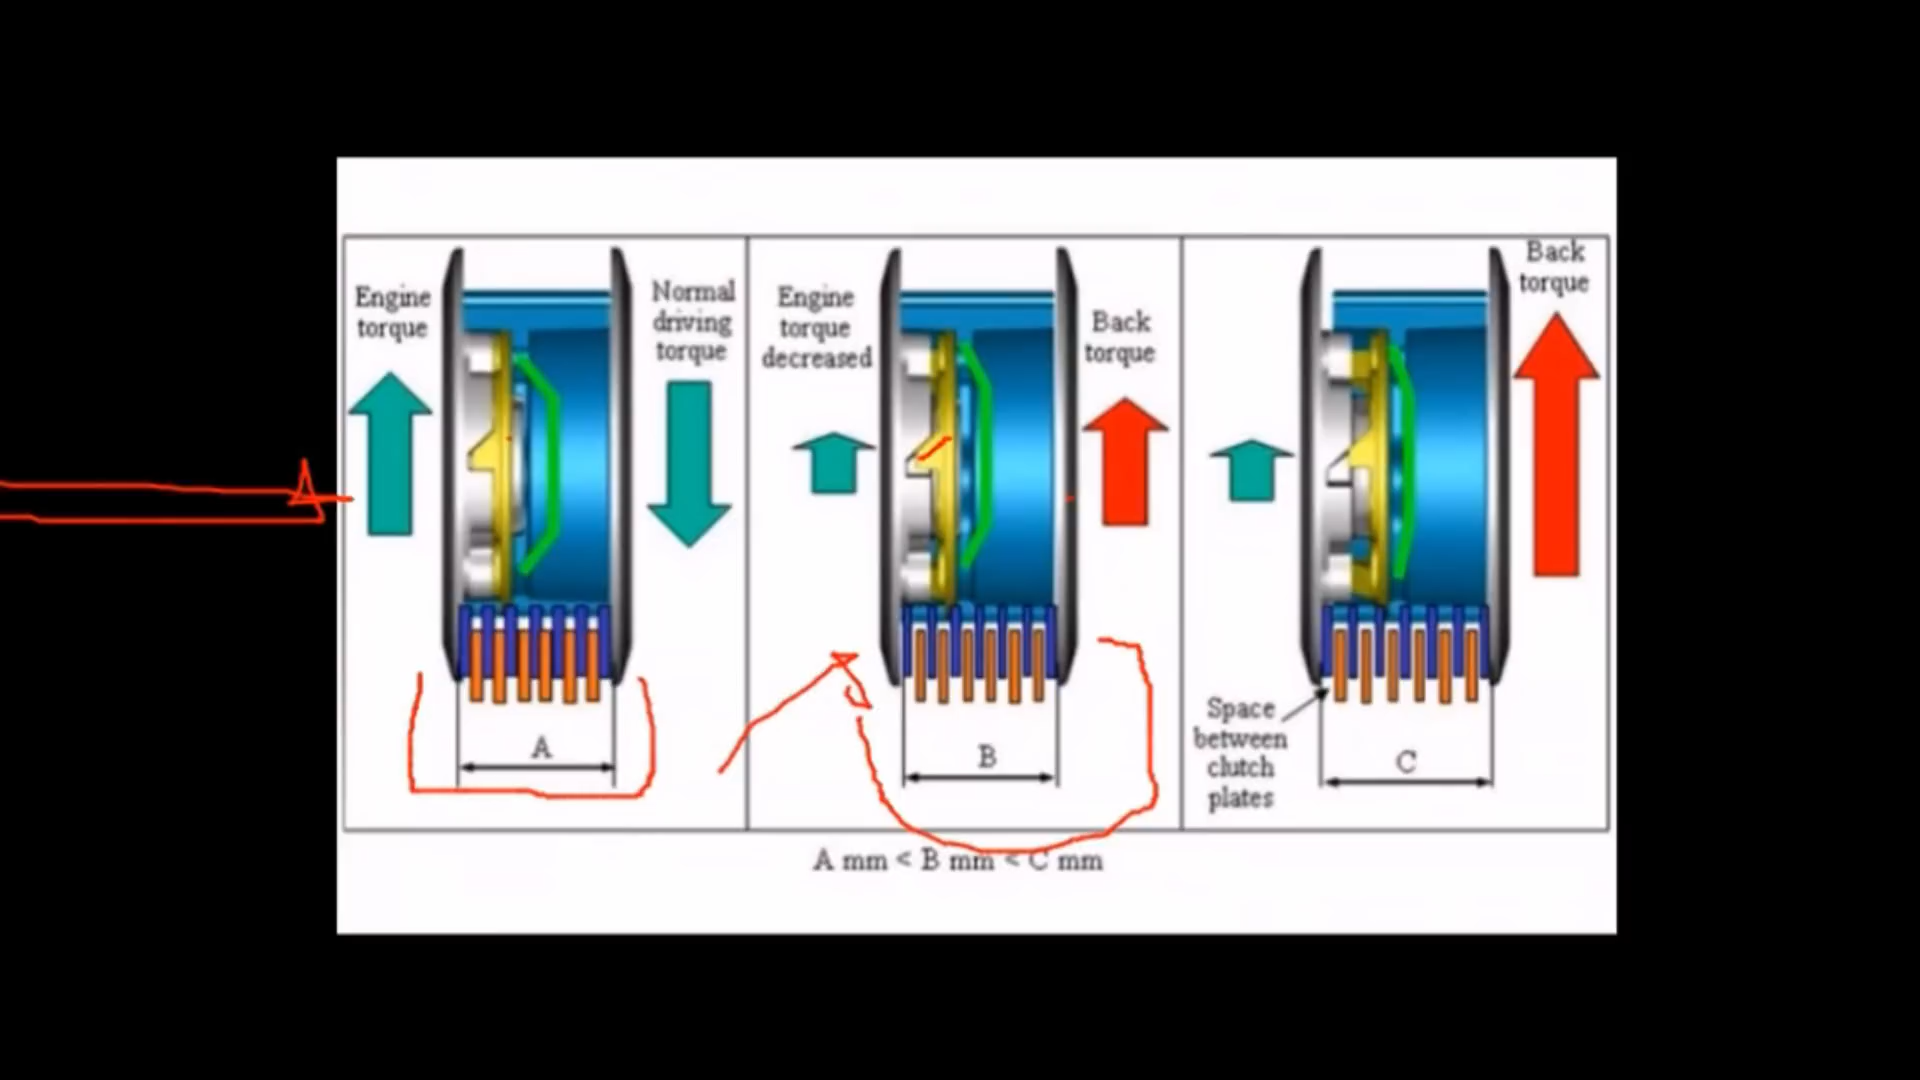 Engine
torque
Normal
driving
torque
A
Engine
torque
decreased
Back
torque
B
Back
torque
Space
between
clutch
plates
C
A mm < B mm < C mm